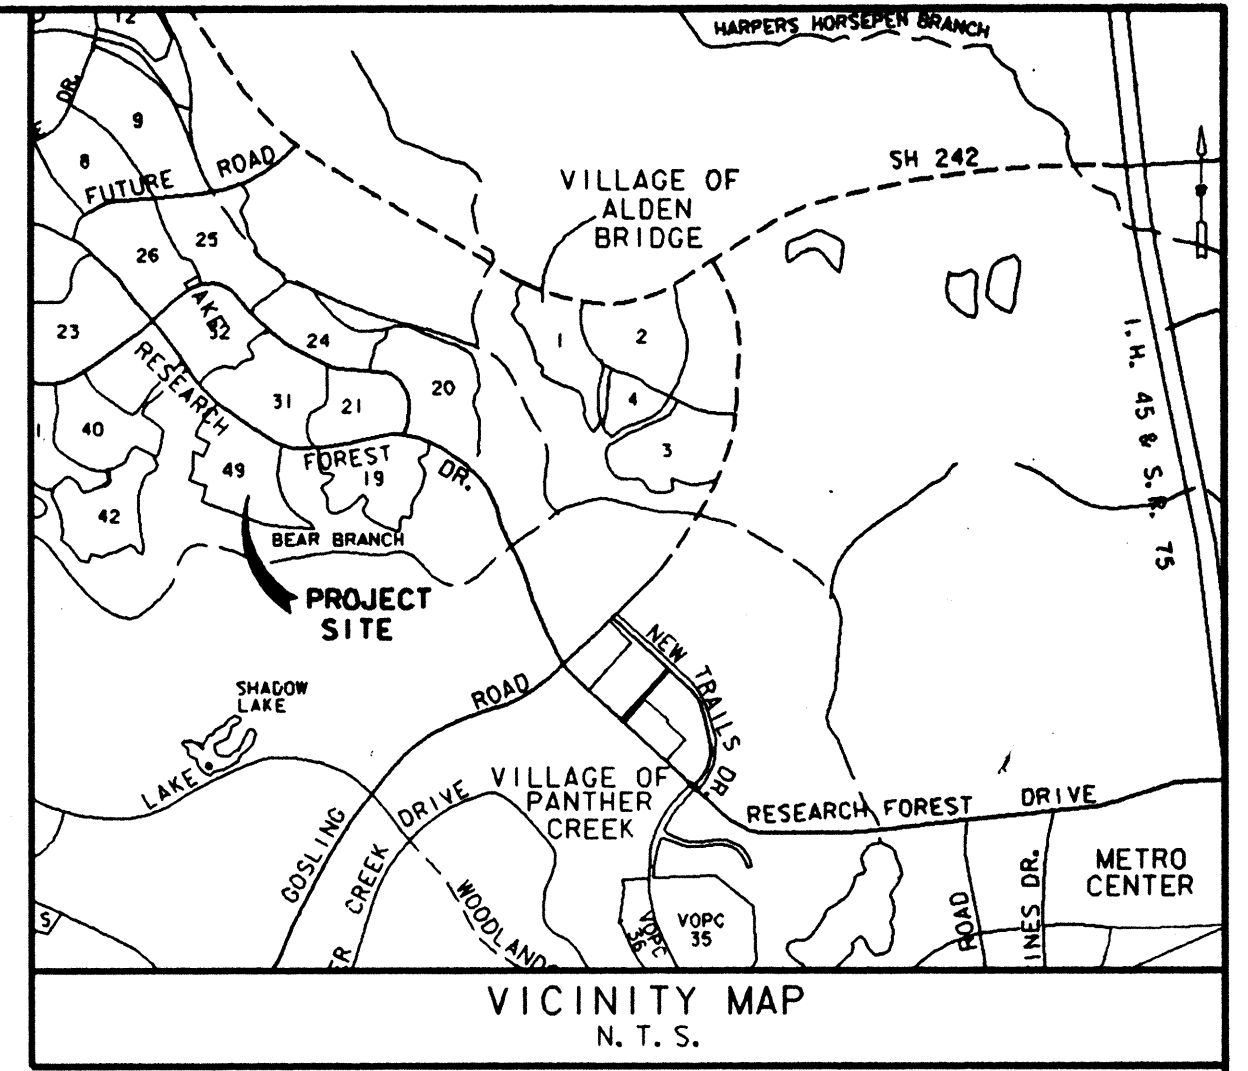 12
HARPERS HORSEPEN BRANCH
DR.
E
9
8
FUTURE ROAD
SH 242
VILLAGE OF
ALDEN
BRIDGE
25
26
23
AKE
32
24
1
2
RESEARCH
FOREST
DR.
31
21
20
4
3
40
49
19
42
I. H. 45 & S. R. 75
BEAR BRANCH
PROJECT
SITE
NEW TRAILS DR.
SHADOW
LAKE
LAKE
GOSLING
ROAD
VILLAGE OF
PANTHER
CREEK
CREEK DRIVE
ER
RESEARCH FOREST DRIVE
METRO
CENTER
WOODLAND
S
VOPC
36
VOPC
35
ROAD
INES DR.
VICINITY MAP
N. T. S.